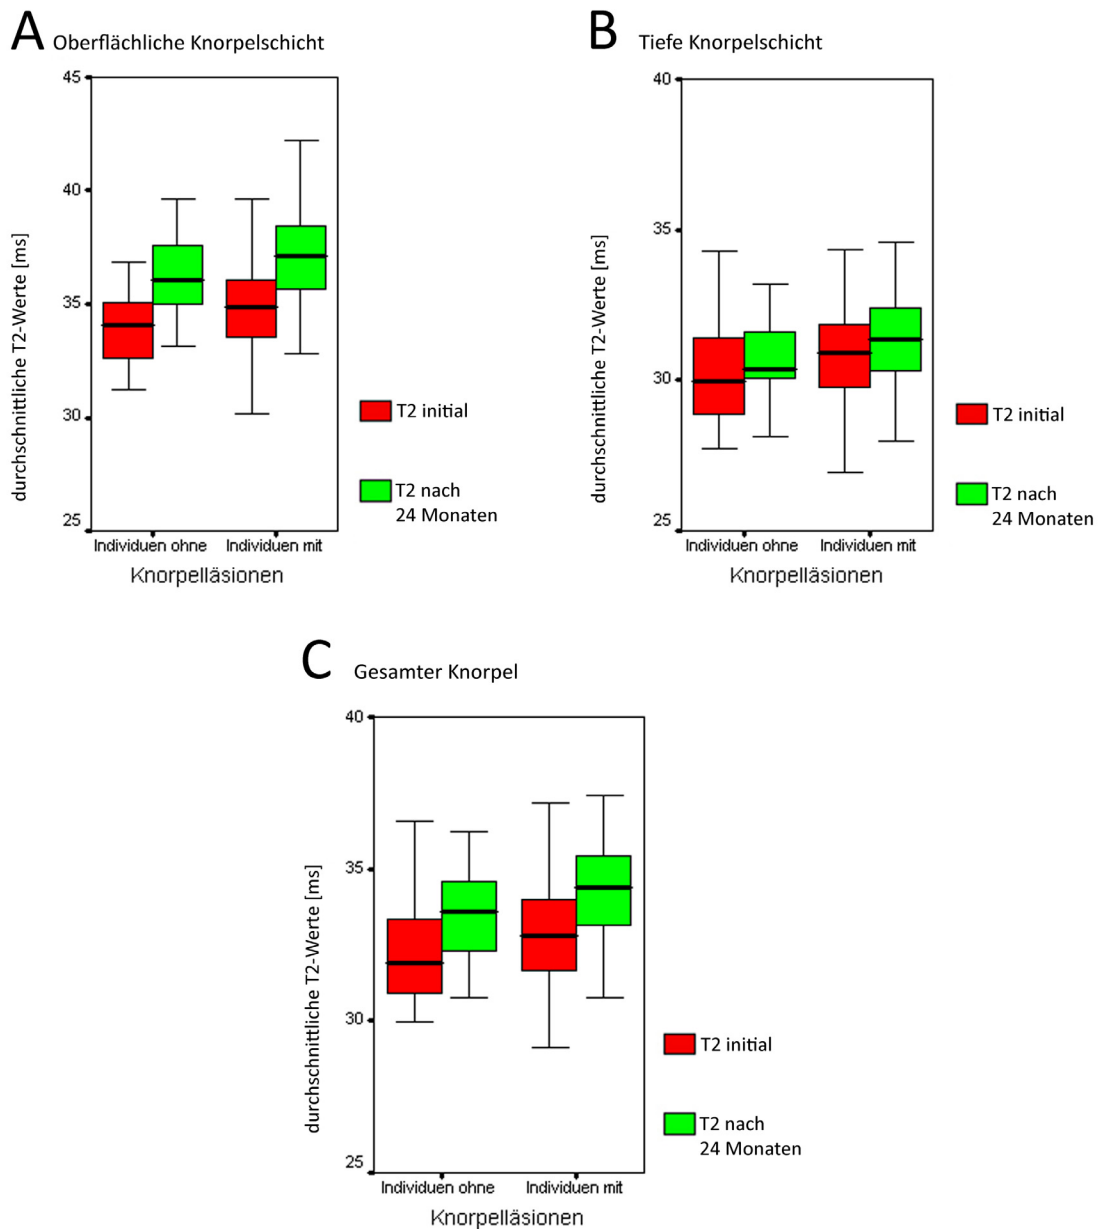 A Oberflächliche Knorpelschicht
45
40
35
30
25
durchschnittliche T2-Werte [ms]
Individuen ohne Individuen mit
Knorpelläsionen
T2 initial
T2 nach
24 Monaten
B Tiefe Knorpelschicht
40
35
30
25
durchschnittliche T2-Werte [ms]
Individuen ohne Individuen mit
Knorpelläsionen
T2 initial
T2 nach
24 Monaten
C Gesamter Knorpel
40
35
30
25
durchschnittliche T2-Werte [ms]
Individuen ohne Individuen mit
Knorpelläsionen
T2 initial
T2 nach
24 Monaten